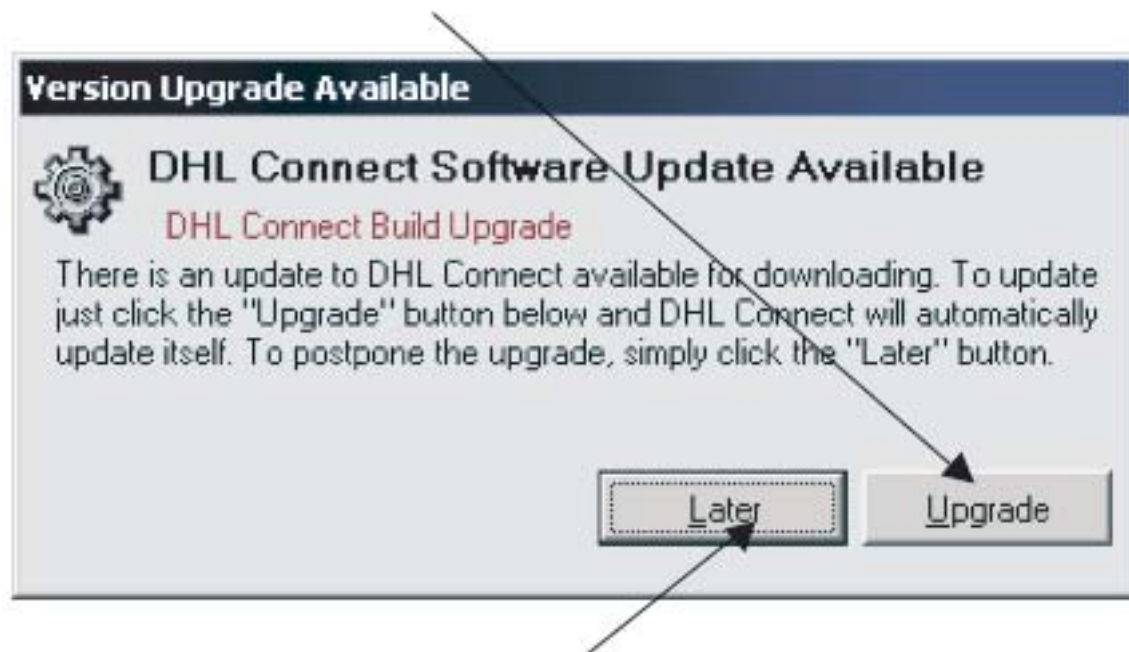 Version Upgrade Available
DHL Connect Software Update Available
DHL Connect Build Upgrade
There is an update to DHL Connect available for downloading. To update
just click the "Upgrade" button below and DHL Connect will automatically
update itself. To postpone the upgrade, simply click the "Later" button.
Later
Upgrade